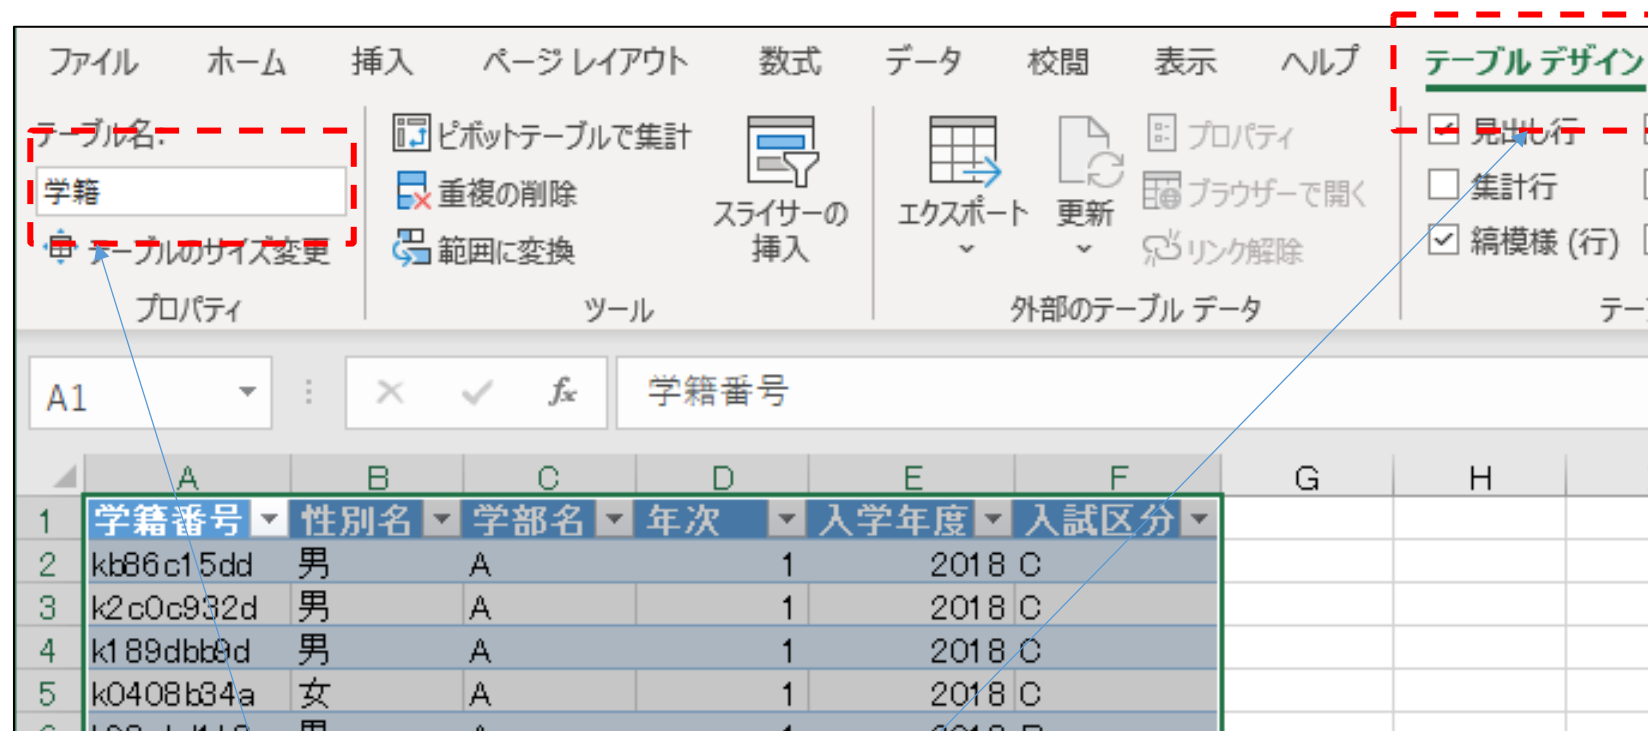 ファイル ホーム 挿入 ページ レイアウト 数式 データ 校閲 表示 ヘルプ テーブル デザイン
テーブル名: ピボットテーブルで集計 プロパティ 見出し行
学籍 重複の削除 スライサーの エクスポート 更新 ブラウザーで開く 集計行
テーブルのサイズ変更 範囲に変換 挿入 リンク解除 縞模様 (行)
プロパティ ツール 外部のテーブル データ
A1 fx 学籍番号
A B C D E F G H
1 学籍番号 性別名 学部名 年次 入学年度 入試区分
2 kb86c15dd 男 A 1 2018 C
3 k2c0c932d 男 A 1 2018 C
4 k189dbb9d 男 A 1 2018 C
5 k0408b34a 女 A 1 2018 C